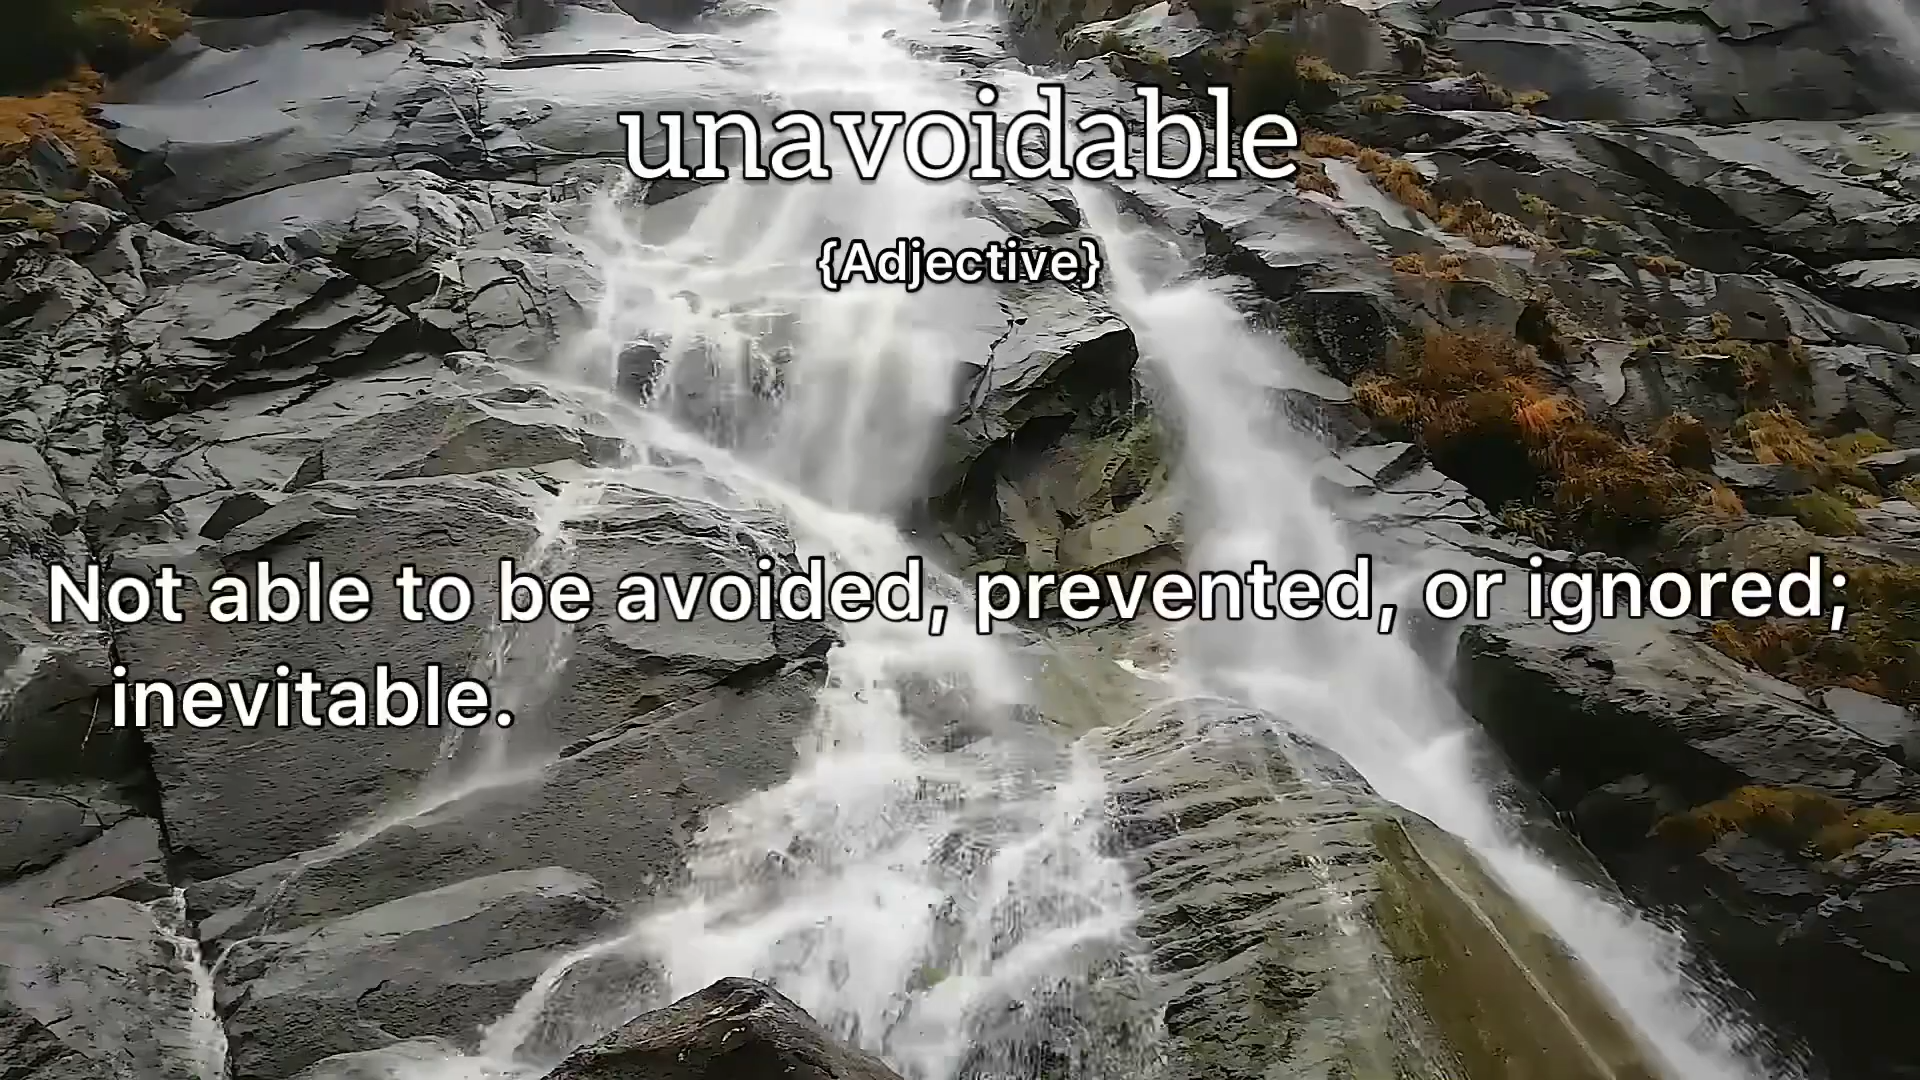 unavoidable
{Adjective}
Not able to be avoided, prevented, or ignored;
inevitable.